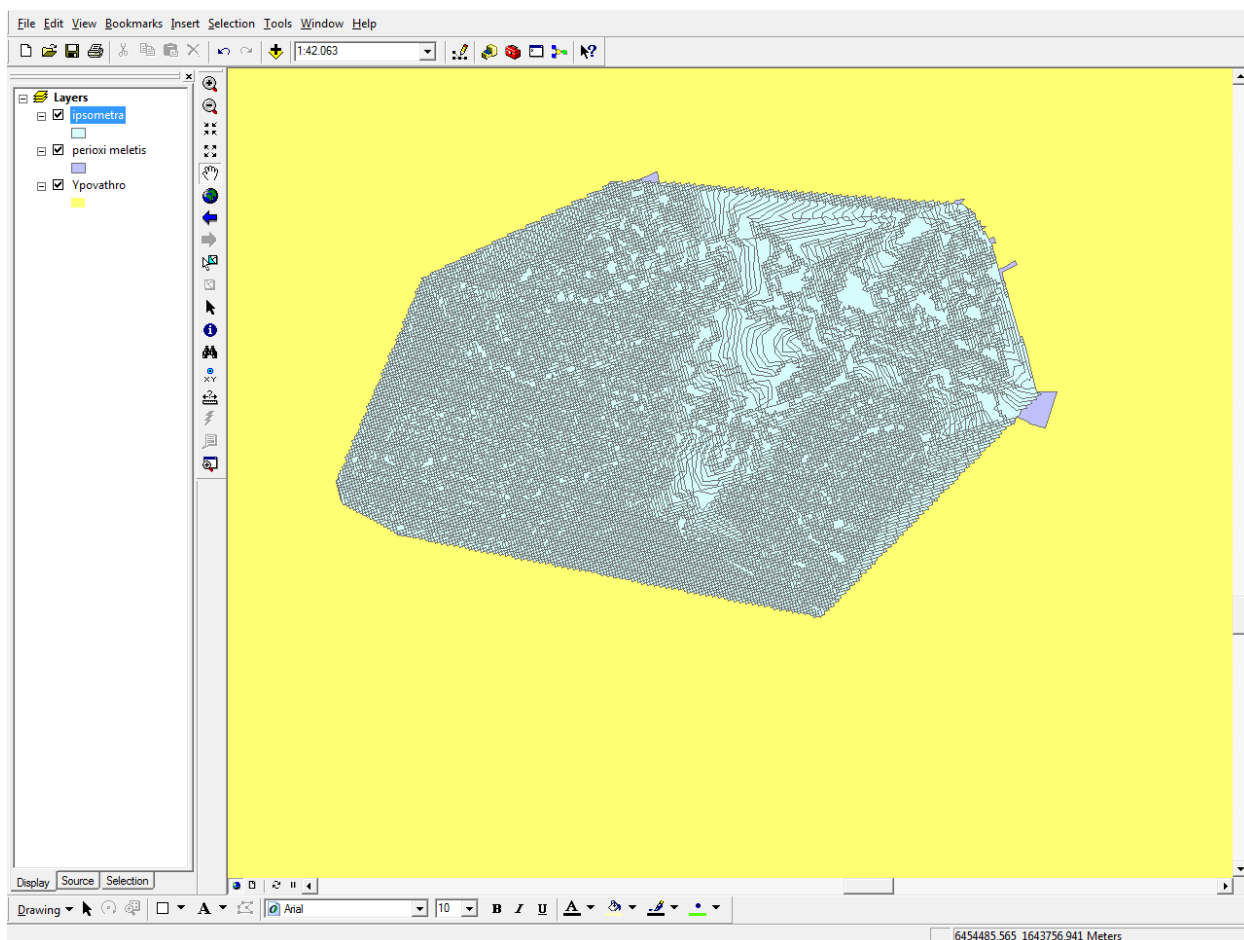 File Edit View Bookmarks Insert Selection Tools Window Help
1:42.063
Layers
ipsometra
perioxi meletis
Ypovathro
XY
Display Source Selection
Drawing A Arial 10 B I U A
6454485.565 1643756.941 Meters